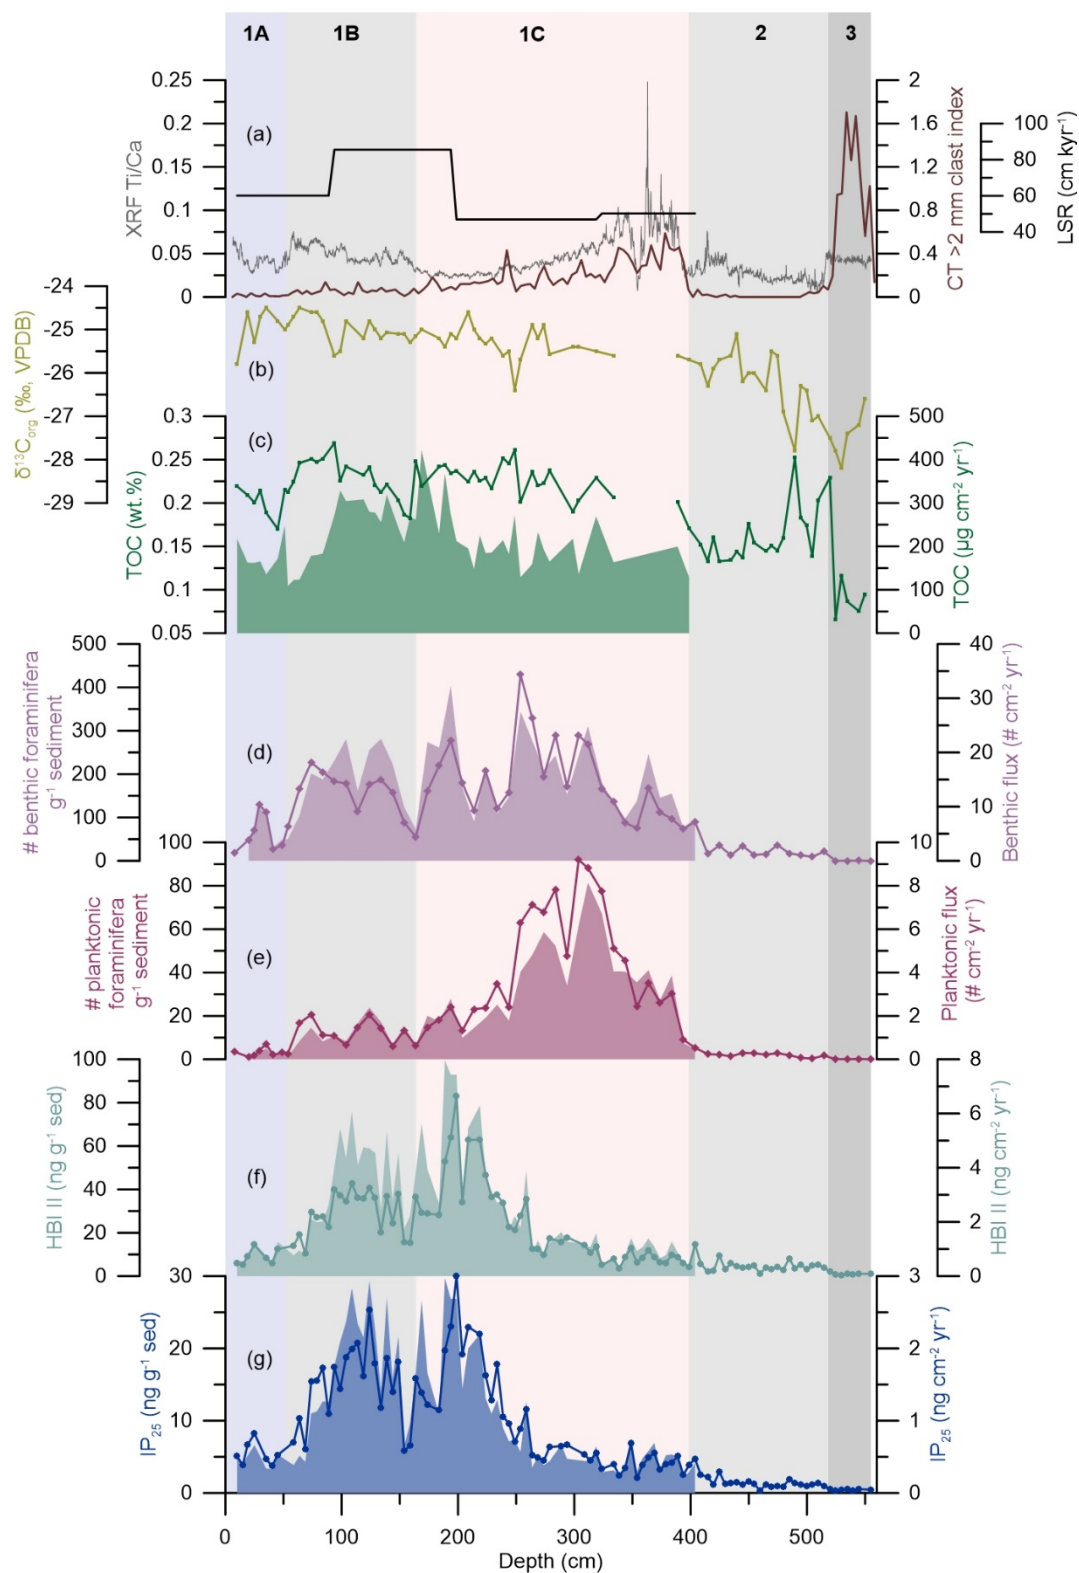 1A 1B 1C 2 3
0.25
0.2
0.15
0.1
0.05
0
XRF Ti/Ca
(a)
2
1.6
1.2
0.8
0.4
0
CT >2 mm clast index
100
80
60
40
LSR (cm kyr⁻¹)
-24
-25
-26
-27
-28
-29
δ¹³C_org (‰, VPDB)
(b)
0.3
0.25
0.2
0.15
0.1
0.05
TOC (wt. %)
(c)
500
400
300
200
100
0
TOC (µg cm⁻² yr⁻¹)
500
400
300
200
100
0
# benthic foraminifera
g⁻¹ sediment
(d)
40
30
20
10
0
Benthic flux (# cm⁻² yr⁻¹)
100
80
60
40
20
0
# planktonic
foraminifera
g⁻¹ sediment
(e)
10
8
6
4
2
0
Planktonic flux
(# cm⁻² yr⁻¹)
100
80
60
40
20
0
HBI II (ng g⁻¹ sed)
(f)
8
6
4
2
0
HBI II (ng cm⁻² yr⁻¹)
30
20
10
0
IP₂₅ (ng g⁻¹ sed)
(g)
3
2
1
0
IP₂₅ (ng cm⁻² yr⁻¹)
0 100 200 300 400 500
Depth (cm)